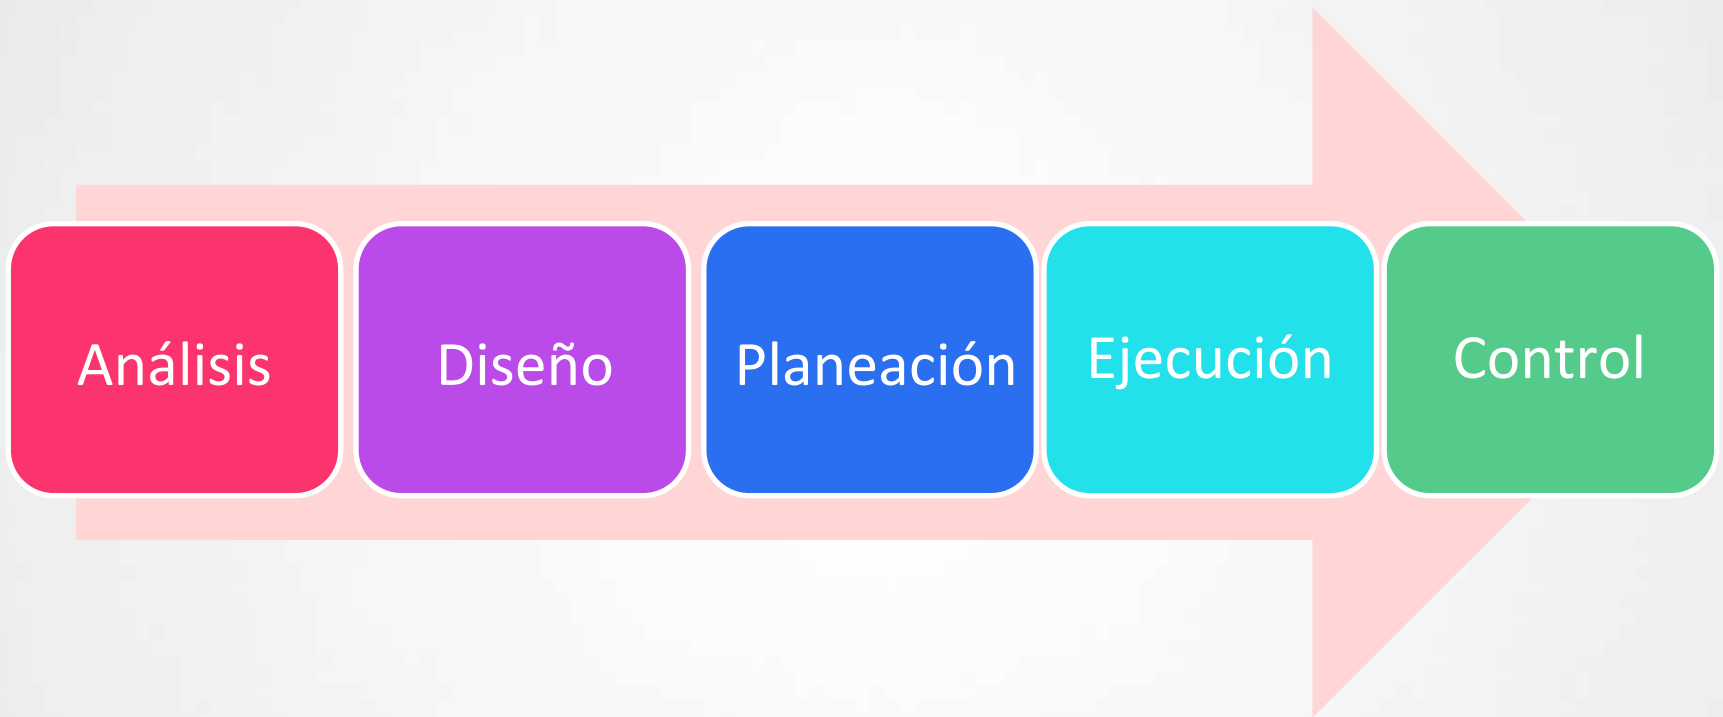 Análisis
Diseño
Planeación
Ejecución
Control